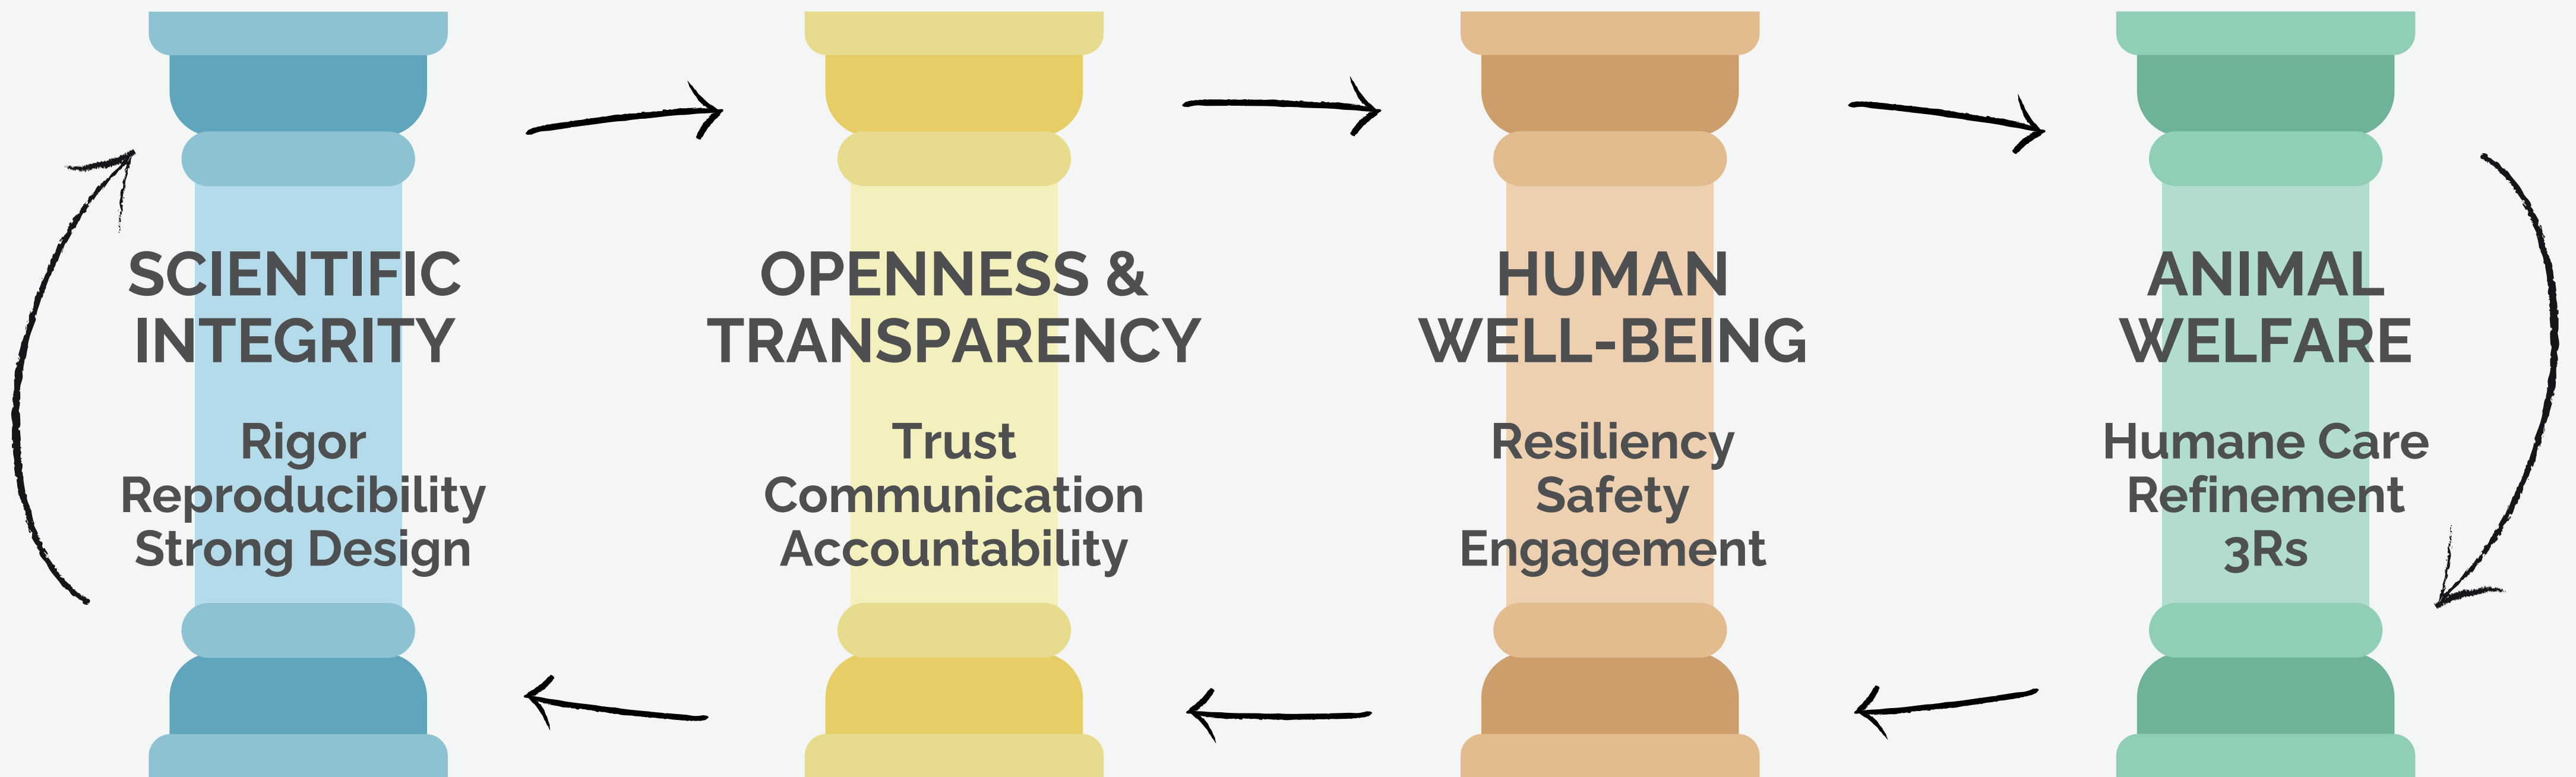 SCIENTIFIC
INTEGRITY
Rigor
Reproducibility
Strong Design
OPENNESS &
TRANSPARENCY
Trust
Communication
Accountability
HUMAN
WELL-BEING
Resiliency
Safety
Engagement
ANIMAL
WELFARE
Humane Care
Refinement
3Rs